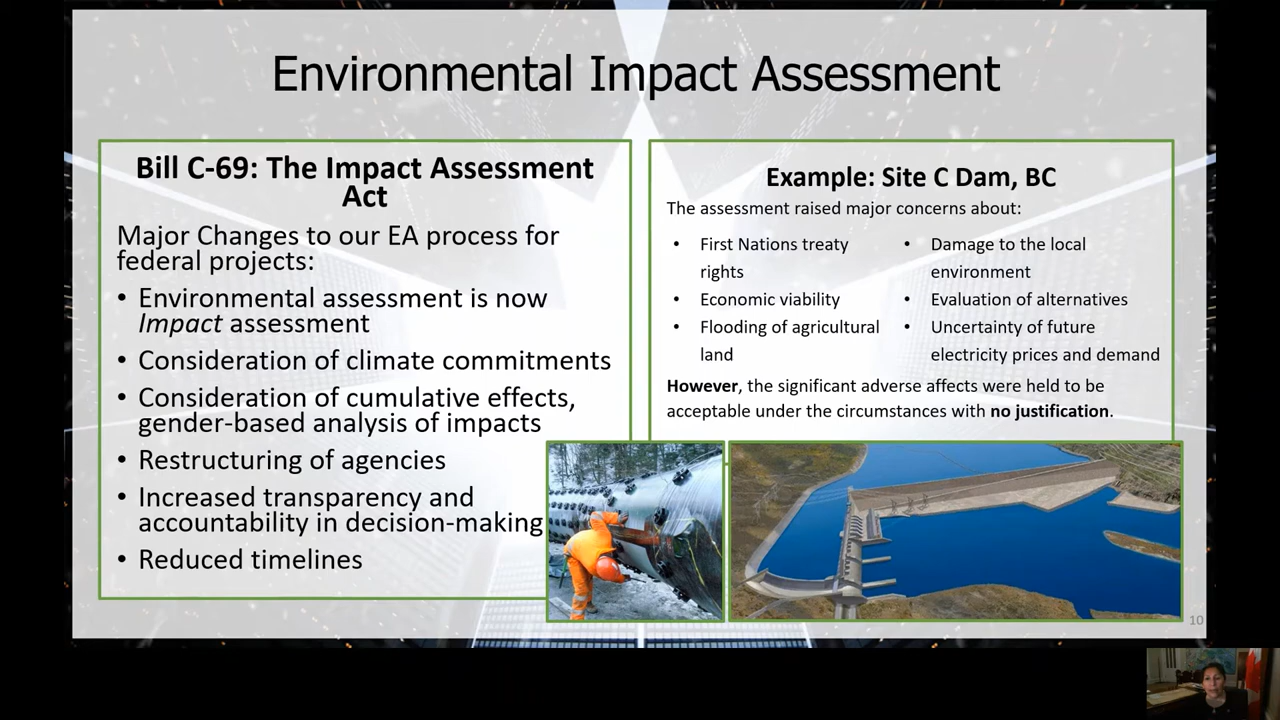 Environmental Impact Assessment
Bill C-69: The Impact Assessment
Act
Major Changes to our EA process for
federal projects:
• Environmental assessment is now
Impact assessment
• Consideration of climate commitments
• Consideration of cumulative effects,
gender-based analysis of impacts
• Restructuring of agencies
• Increased transparency and
accountability in decision-making
• Reduced timelines
Example: Site C Dam, BC
The assessment raised major concerns about:
• First Nations treaty
rights
• Economic viability
• Flooding of agricultural
land
• Damage to the local
environment
• Evaluation of alternatives
• Uncertainty of future
electricity prices and demand
However, the significant adverse affects were held to be
acceptable under the circumstances with no justification.
10